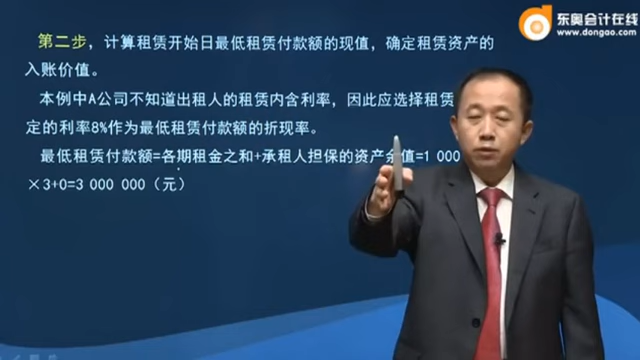 东奥会计在线
www.dongao.com
第二步，计算租赁开始日最低租赁付款额的现值，确定租赁资产的
入账价值。
本例中A公司不知道出租人的租赁内含利率，因此应选择租赁
定的利率8%作为最低租赁付款额的折现率。
最低租赁付款额=各期租金之和+承租人担保的资产余值=1 000
×3+0=3 000 000（元）